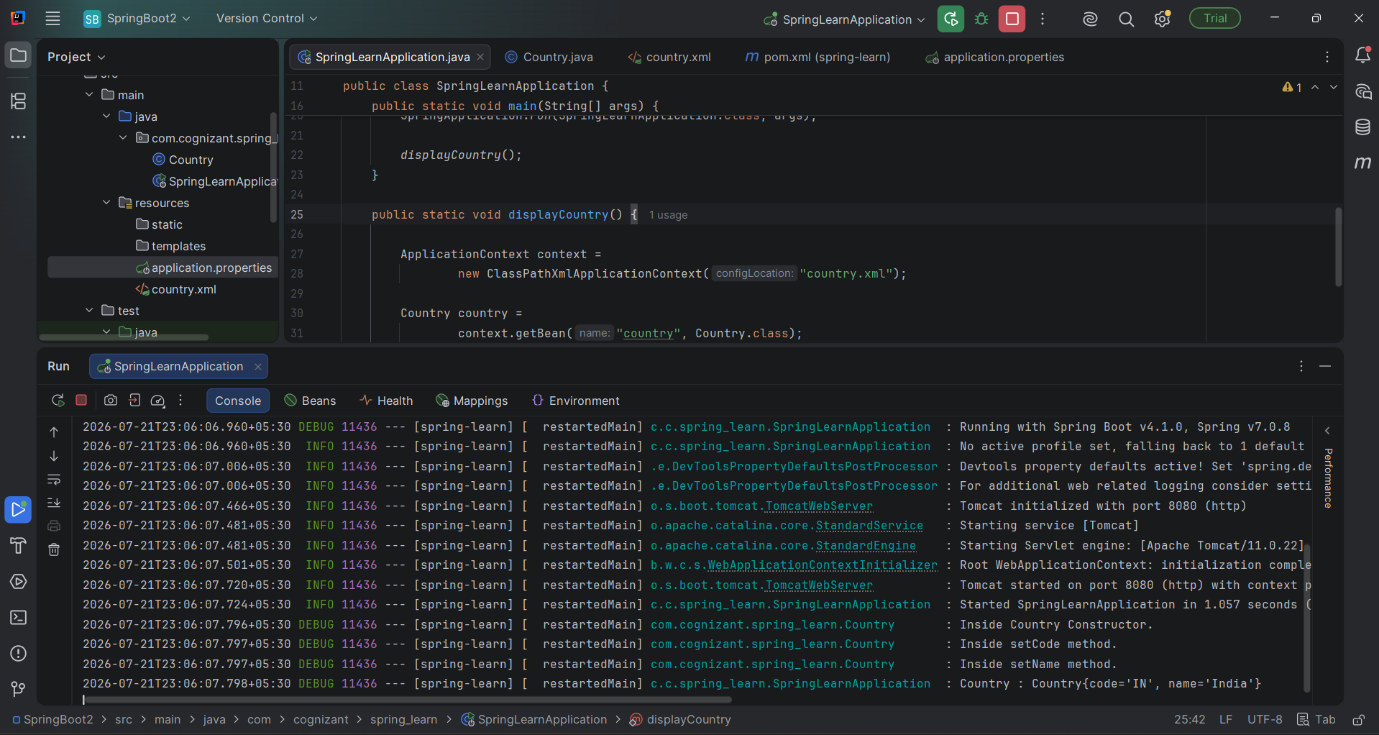 SB SpringBoot2 Version Control SpringLearnApplication Trial
Project
src
main
java
com.cognizant.spring_
Country
SpringLearnApplica
resources
static
templates
application.properties
country.xml
test
java
SpringLearnApplication.java Country.java country.xml pom.xml (spring-learn) application.properties
11 public class SpringLearnApplication {
16 public static void main(String[] args) {
20 SpringApplication.run(SpringLearnApplication.class, args);
21
22 displayCountry();
23 }
24
25 public static void displayCountry() { 1 usage
26
27 ApplicationContext context =
28 new ClassPathXmlApplicationContext( configLocation: "country.xml");
29
30 Country country =
31 context.getBean( name: "country", Country.class);
1
m
Run SpringLearnApplication
Console Beans Health Mappings Environment
2026-07-21T23:06:06.960+05:30 DEBUG 11436 --- [spring-learn] [  restartedMain] c.c.spring_learn.SpringLearnApplication : Running with Spring Boot v4.1.0, Spring v7.0.8
2026-07-21T23:06:06.960+05:30 INFO 11436 --- [spring-learn] [  restartedMain] c.c.spring_learn.SpringLearnApplication : No active profile set, falling back to 1 default
2026-07-21T23:06:07.006+05:30 INFO 11436 --- [spring-learn] [  restartedMain] .e.DevToolsPropertyDefaultsPostProcessor : Devtools property defaults active! Set 'spring.de
2026-07-21T23:06:07.006+05:30 INFO 11436 --- [spring-learn] [  restartedMain] .e.DevToolsPropertyDefaultsPostProcessor : For additional web related logging consider setti
2026-07-21T23:06:07.466+05:30 INFO 11436 --- [spring-learn] [  restartedMain] o.s.boot.tomcat.TomcatWebServer : Tomcat initialized with port 8080 (http)
2026-07-21T23:06:07.481+05:30 INFO 11436 --- [spring-learn] [  restartedMain] o.apache.catalina.core.StandardService : Starting service [Tomcat]
2026-07-21T23:06:07.481+05:30 INFO 11436 --- [spring-learn] [  restartedMain] o.apache.catalina.core.StandardEngine : Starting Servlet engine: [Apache Tomcat/11.0.22]
2026-07-21T23:06:07.501+05:30 INFO 11436 --- [spring-learn] [  restartedMain] b.w.c.s.WebApplicationContextInitializer : Root WebApplicationContext: initialization comple
2026-07-21T23:06:07.720+05:30 INFO 11436 --- [spring-learn] [  restartedMain] o.s.boot.tomcat.TomcatWebServer : Tomcat started on port 8080 (http) with context p
2026-07-21T23:06:07.724+05:30 INFO 11436 --- [spring-learn] [  restartedMain] c.c.spring_learn.SpringLearnApplication : Started SpringLearnApplication in 1.057 seconds (
2026-07-21T23:06:07.796+05:30 DEBUG 11436 --- [spring-learn] [  restartedMain] com.cognizant.spring_learn.Country : Inside Country Constructor.
2026-07-21T23:06:07.797+05:30 DEBUG 11436 --- [spring-learn] [  restartedMain] com.cognizant.spring_learn.Country : Inside setCode method.
2026-07-21T23:06:07.797+05:30 DEBUG 11436 --- [spring-learn] [  restartedMain] com.cognizant.spring_learn.Country : Inside setName method.
2026-07-21T23:06:07.798+05:30 DEBUG 11436 --- [spring-learn] [  restartedMain] c.c.spring_learn.SpringLearnApplication : Country : Country{code='IN', name='India'}
Performance
SpringBoot2 > src > main > java > com > cognizant > spring_learn > SpringLearnApplication > displayCountry 25:42 LF UTF-8 Tab